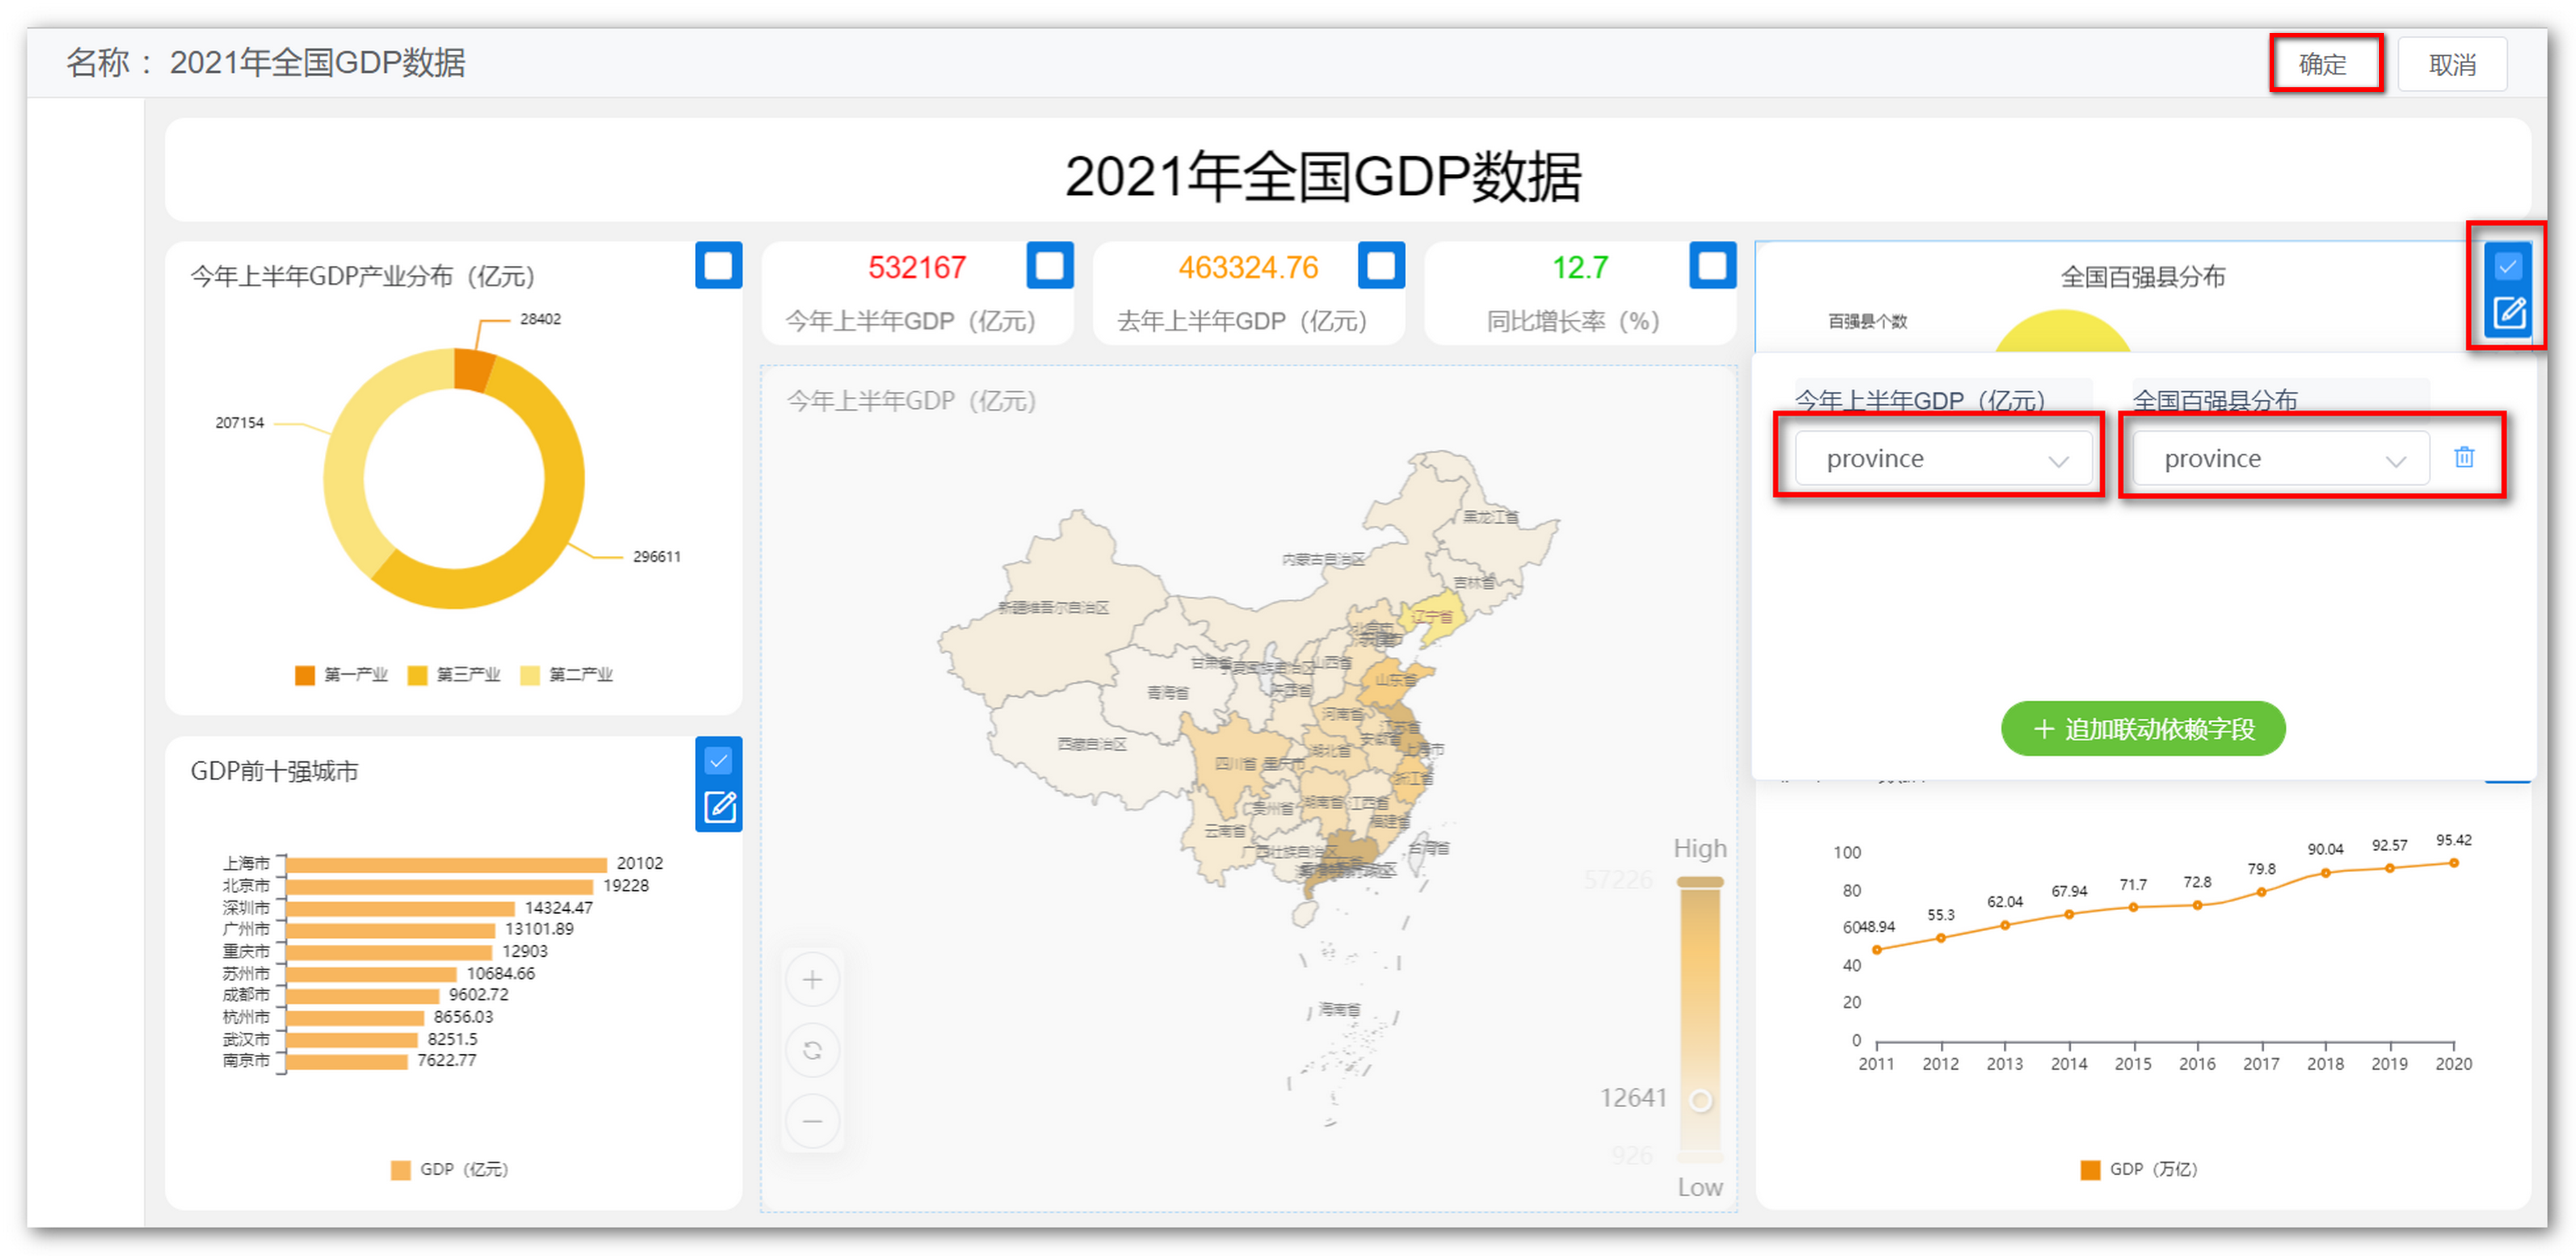 名称： 2021年全国GDP数据
确定
取消
2021年全国GDP数据
今年上半年GDP产业分布（亿元）
28402
207154
296611
第一产业
第三产业
第二产业
532167
今年上半年GDP（亿元）
463324.76
去年上半年GDP（亿元）
12.7
同比增长率（%）
全国百强县分布
百强县个数
今年上半年GDP（亿元）
全国百强县分布
province
province
追加联动依赖字段
今年上半年GDP（亿元）
黑龙江省
内蒙古自治区
吉林省
新疆维吾尔自治区
辽宁省
山西省
山东省
青海省
河南省
西藏自治区
四川省
重庆市
湖北省
上海市
浙江省
湖南省
江西省
贵州省
云南省
福建省
广西壮族自治区
台湾省
海南省
High
57226
12641
926
Low
GDP前十强城市
上海市 20102
北京市 19228
深圳市 14324.47
广州市 13101.89
重庆市 12903
苏州市 10684.66
成都市 9602.72
杭州市 8656.03
武汉市 8251.5
南京市 7622.77
GDP（亿元）
100
80
60
40
20
0
48.94
55.3
62.04
67.94
71.7
72.8
79.8
90.04
92.57
95.42
2011 2012 2013 2014 2015 2016 2017 2018 2019 2020
GDP（万亿）